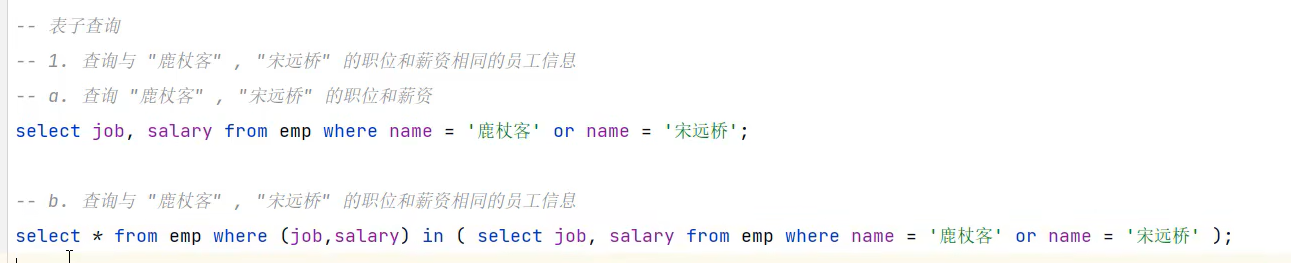 -- 表子查询
-- 1. 查询与 "鹿杖客" , "宋远桥" 的职位和薪资相同的员工信息
-- a. 查询 "鹿杖客" , "宋远桥" 的职位和薪资
select job, salary from emp where name = '鹿杖客' or name = '宋远桥';
-- b. 查询与 "鹿杖客" , "宋远桥" 的职位和薪资相同的员工信息
select * from emp where (job,salary) in ( select job, salary from emp where name = '鹿杖客' or name = '宋远桥' );